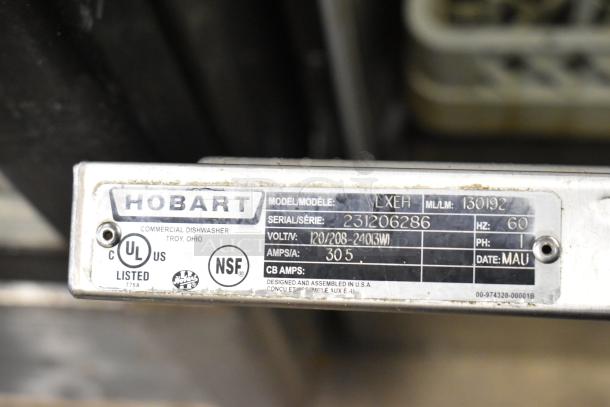 HOBART
COMMERCIAL DISHWASHER
TROY, OHIO
C UL US
LISTED
NSF
MODEL/MODÈLE: LXEH ML/LM: 130192
SERIAL/SÉRIE: 231206286 HZ: 60
VOLT/V: 120/208-240(3W) PH: 1
AMPS/A: 30.5 DATE: MAU
CB AMPS:
DESIGNED AND ASSEMBLED IN U.S.A.
00-974328-00001B